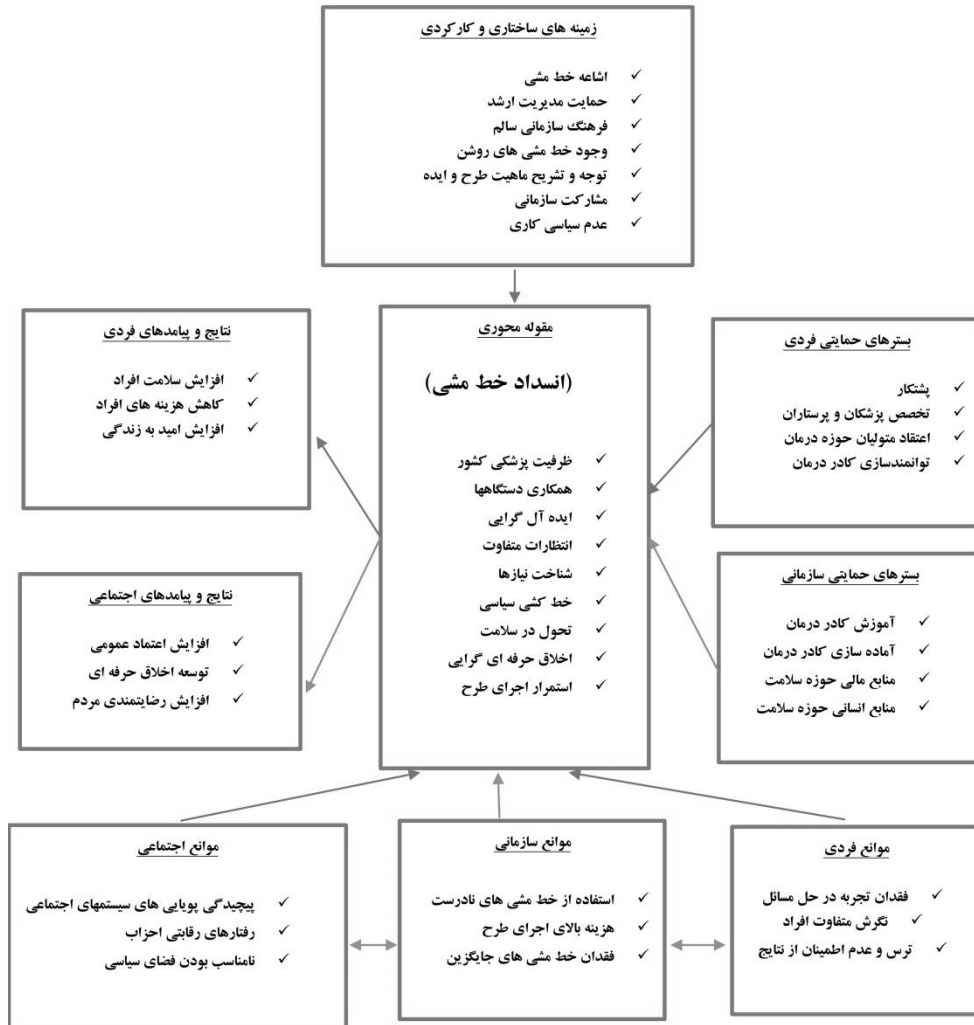 زمینه های ساختاری و کارکردی
✓ اشاعه خط مشی
✓ حمایت مدیریت ارشد
✓ فرهنگ سازمانی سالم
✓ وجود خط مشی های روشن
✓ توجه و تشریح ماهیت طرح و ایده
✓ مشارکت سازمانی
✓ عدم سیاسی کاری
بسترهای حمایتی فردی
✓ پشتکار
✓ تخصص پزشکان و پرستاران
✓ اعتقاد متولیان حوزه درمان
✓ توانمندسازی کادر درمان
بسترهای حمایتی سازمانی
✓ آموزش کادر درمان
✓ آماده سازی کادر درمان
✓ منابع مالی حوزه سلامت
✓ منابع انسانی حوزه سلامت
مقوله محوری
(انسداد خط مشی)
✓ ظرفیت پزشکی کشور
✓ همکاری دستگاهها
✓ ایده آل گرایی
✓ انتظارات متفاوت
✓ شناخت نیازها
✓ خط کشی سیاسی
✓ تحول در سلامت
✓ اخلاق حرفه ای گرایی
✓ استمرار اجرای طرح
نتایج و پیامدهای فردی
✓ افزایش سلامت افراد
✓ کاهش هزینه های افراد
✓ افزایش امید به زندگی
نتایج و پیامدهای اجتماعی
✓ افزایش اعتماد عمومی
✓ توسعه اخلاق حرفه ای
✓ افزایش رضایتمندی مردم
موانع فردی
✓ فقدان تجربه در حل مسائل
✓ نگرش متفاوت افراد
✓ ترس و عدم اطمینان از نتایج
موانع سازمانی
✓ استفاده از خط مشی های نادرست
✓ هزینه بالای اجرای طرح
✓ فقدان خط مشی های جایگزین
موانع اجتماعی
✓ پیچیدگی پویایی های سیستمهای اجتماعی
✓ رفتارهای رقابتی احزاب
✓ نامناسب بودن فضای سیاسی